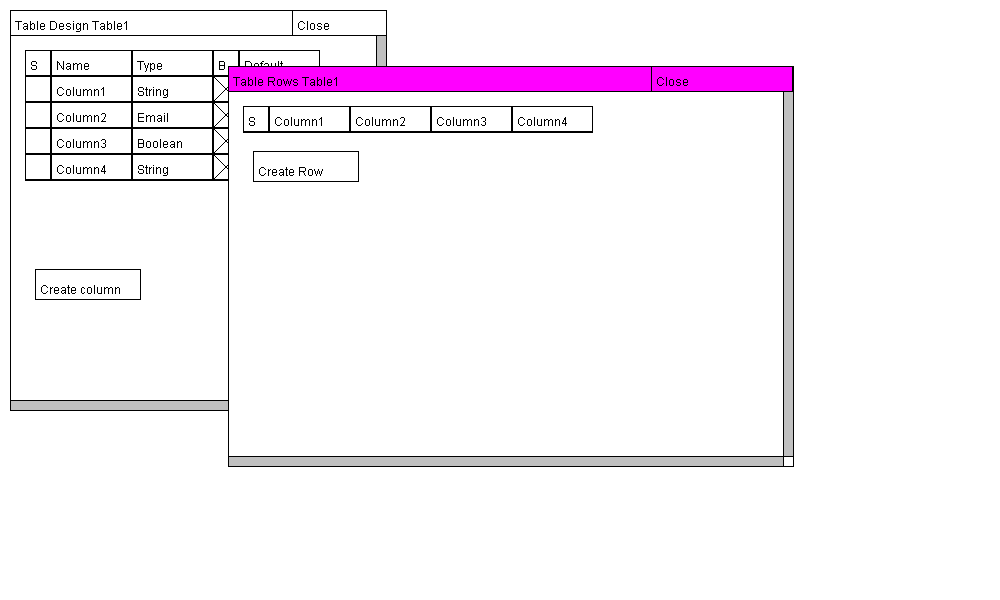 Table Design Table1 Close
S Name Type B Default
Column1 String
Column2 Email
Column3 Boolean
Column4 String
Create column
Table Rows Table1 Close
S Column1 Column2 Column3 Column4
Create Row